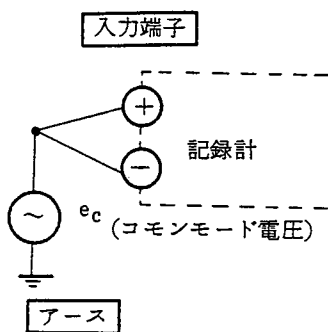 入力端子
+
記録計
−
~
ec (コモンモード電圧)
アース